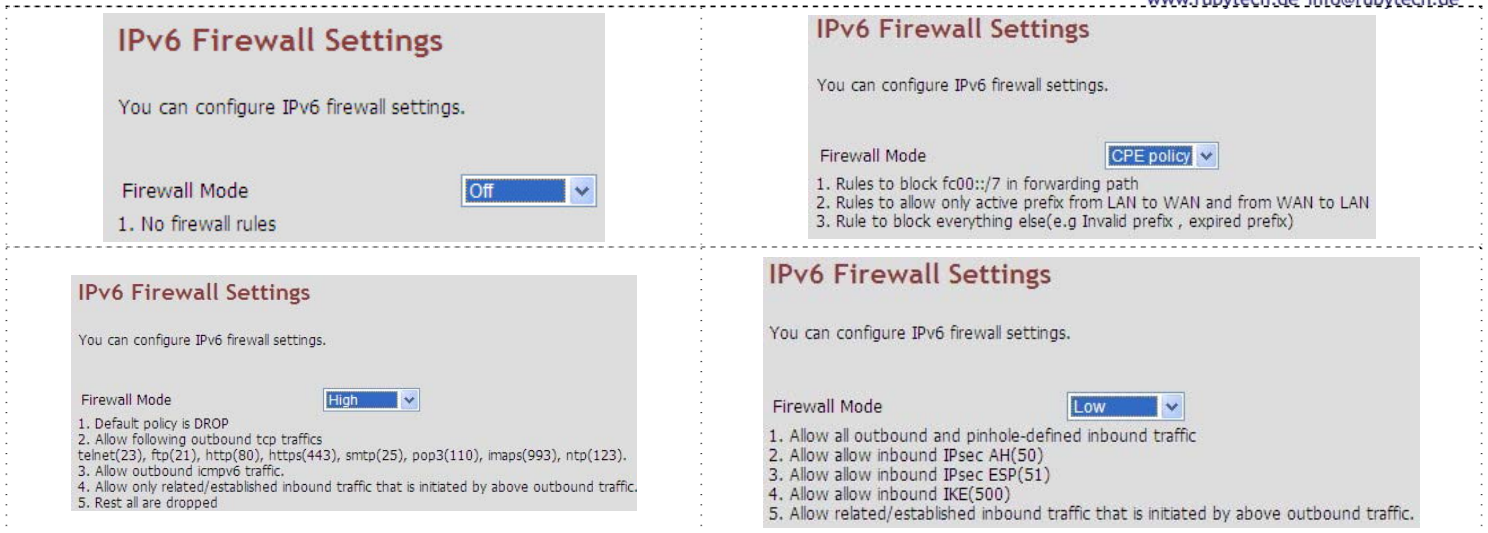 www.rubytech.de info@rubytech.de
IPv6 Firewall Settings
You can configure IPv6 firewall settings.
Firewall Mode
Off
1. No firewall rules
IPv6 Firewall Settings
You can configure IPv6 firewall settings.
Firewall Mode
CPE policy
1. Rules to block fc00::/7 in forwarding path
2. Rules to allow only active prefix from LAN to WAN and from WAN to LAN
3. Rule to block everything else(e.g Invalid prefix , expired prefix)
IPv6 Firewall Settings
You can configure IPv6 firewall settings.
Firewall Mode
High
1. Default policy is DROP
2. Allow following outbound tcp traffics
telnet(23), ftp(21), http(80), https(443), smtp(25), pop3(110), imaps(993), ntp(123).
3. Allow outbound icmpv6 traffic.
4. Allow only related/established inbound traffic that is initiated by above outbound traffic.
5. Rest all are dropped
IPv6 Firewall Settings
You can configure IPv6 firewall settings.
Firewall Mode
Low
1. Allow all outbound and pinhole-defined inbound traffic
2. Allow allow inbound IPsec AH(50)
3. Allow allow inbound IPsec ESP(51)
4. Allow allow inbound IKE(500)
5. Allow related/established inbound traffic that is initiated by above outbound traffic.